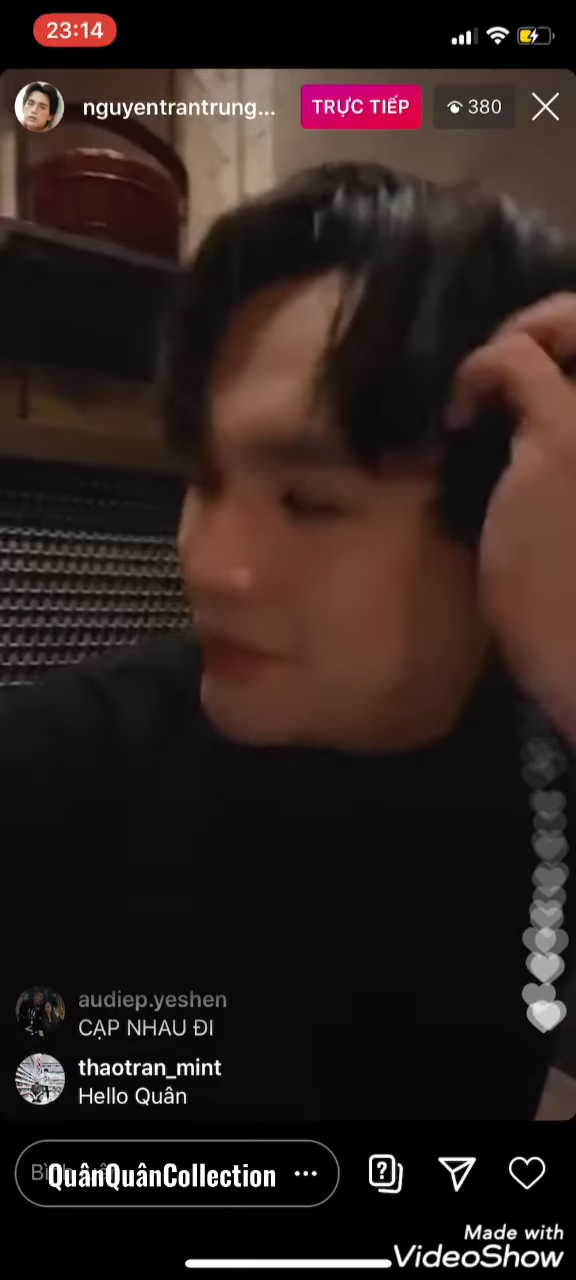 23:14
nguyentrantrung... TRỰC TIẾP 380
audiep.yeshen
CẠP NHAU ĐI
thaotran_mint
Hello Quân
QuânQuânCollection
Made with
VideoShow